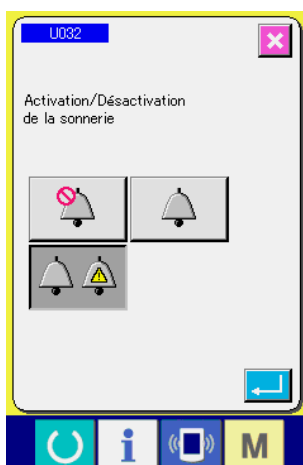 U032
Activation/Désactivation
de la sonnerie
i
M